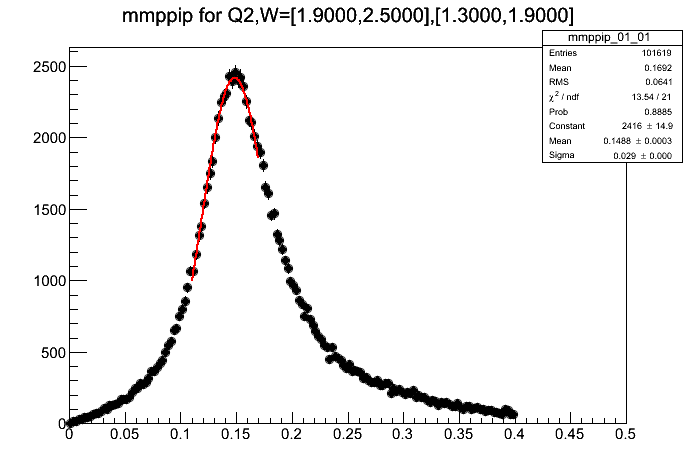 mmppip for Q2,W=[1.9000,2.5000],[1.3000,1.9000]
mmppip_01_01
Entries 101619
Mean 0.1692
RMS 0.0641
χ² / ndf 13.54 / 21
Prob 0.8885
Constant 2416 ± 14.9
Mean 0.1488 ± 0.0003
Sigma 0.029 ± 0.000
2500
2000
1500
1000
500
0
0 0.05 0.1 0.15 0.2 0.25 0.3 0.35 0.4 0.45 0.5